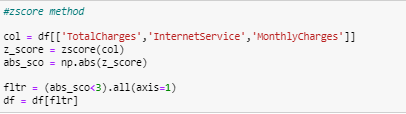 #zscore method
col = df[['TotalCharges','InternetService','MonthlyCharges']]
z_score = zscore(col)
abs_sco = np.abs(z_score)
fltr = (abs_sco<3).all(axis=1)
df = df[fltr]